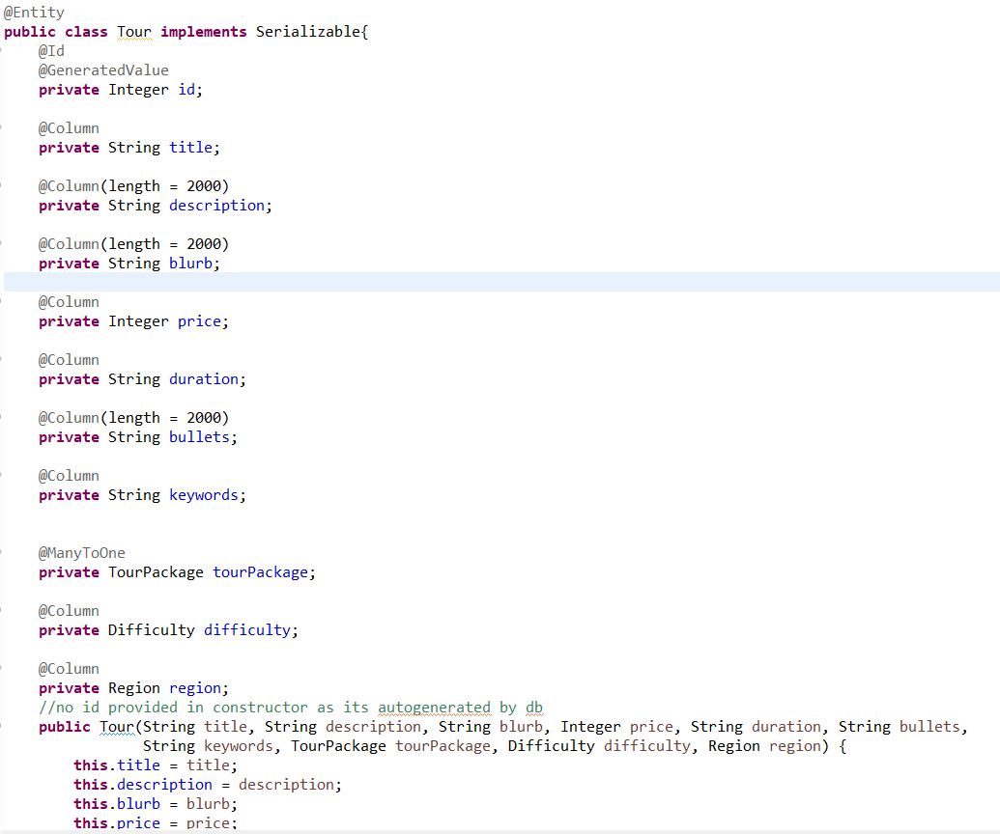 @Entity
public class Tour implements Serializable{
    @Id
    @GeneratedValue
    private Integer id;
    @Column
    private String title;
    @Column(length = 2000)
    private String description;
    @Column(length = 2000)
    private String blurb;
    @Column
    private Integer price;
    @Column
    private String duration;
    @Column(length = 2000)
    private String bullets;
    @Column
    private String keywords;
    @ManyToOne
    private TourPackage tourPackage;
    @Column
    private Difficulty difficulty;
    @Column
    private Region region;
    //no id provided in constructor as its autogenerated by db
    public Tour(String title, String description, String blurb, Integer price, String duration, String bullets,
                String keywords, TourPackage tourPackage, Difficulty difficulty, Region region) {
        this.title = title;
        this.description = description;
        this.blurb = blurb;
        this.price = price;